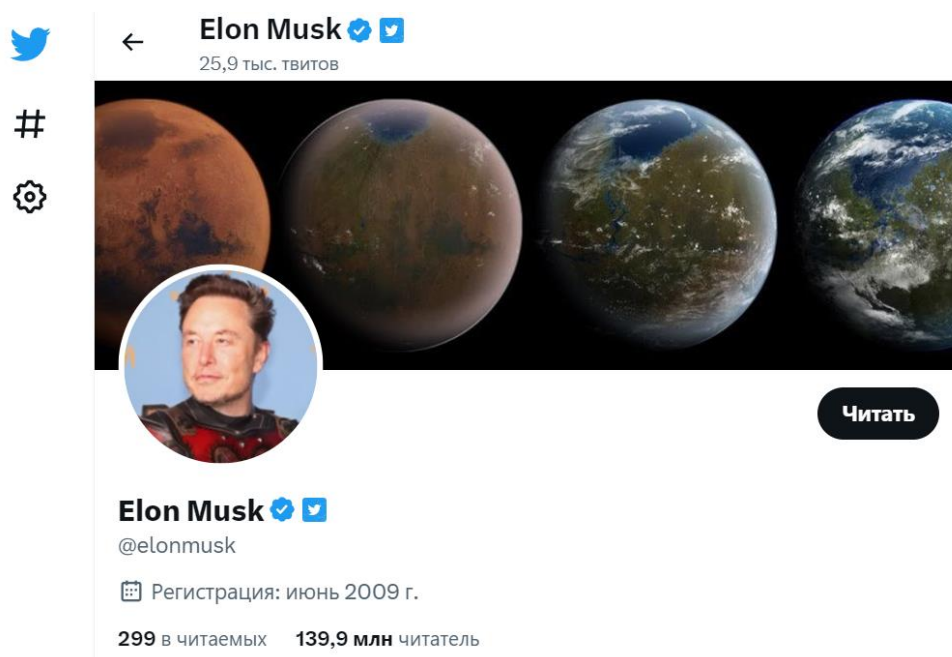 Elon Musk
25,9 тыс. твитов
Читать
Elon Musk
@elonmusk
Регистрация: июнь 2009 г.
299 в читаемых 139,9 млн читатель